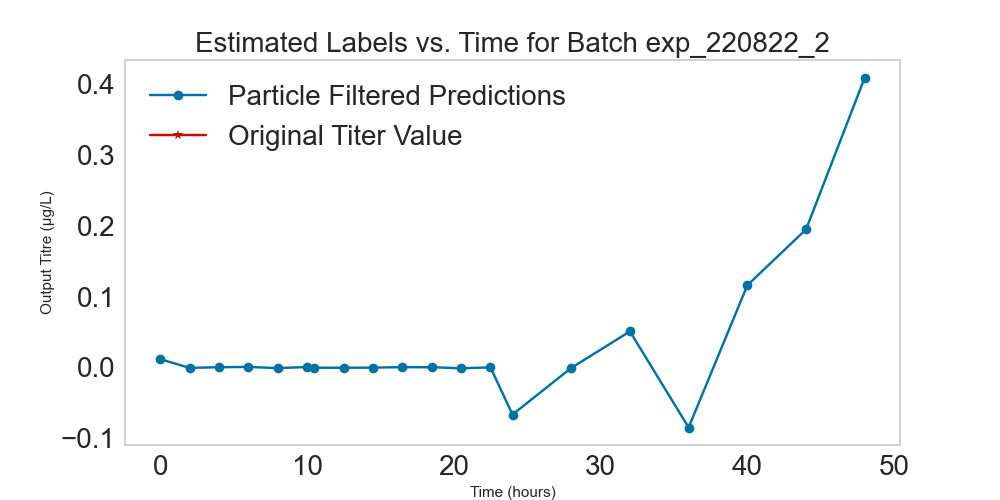 Estimated Labels vs. Time for Batch exp_220822_2
Particle Filtered Predictions
Original Titer Value
Output Titre (µg/L)
0.4
0.3
0.2
0.1
0.0
−0.1
0 10 20 30 40 50
Time (hours)